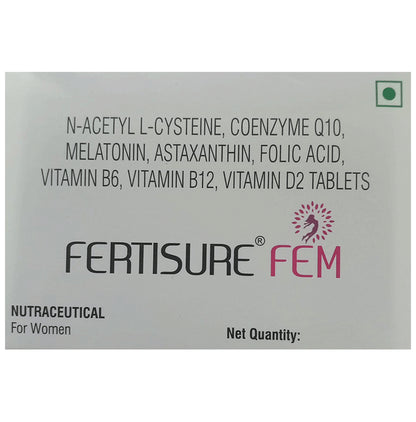 N-ACETYL L-CYSTEINE, COENZYME Q10,
MELATONIN, ASTAXANTHIN, FOLIC ACID,
VITAMIN B6, VITAMIN B12, VITAMIN D2 TABLETS
FERTISURE® FEM
NUTRACEUTICAL
For Women
Net Quantity: